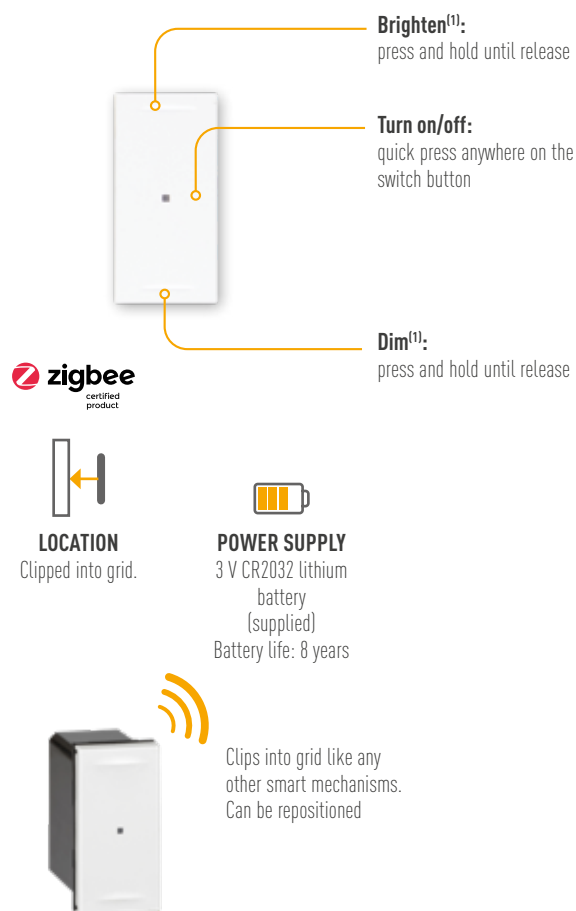 Brighten(1):
press and hold until release
Turn on/off:
quick press anywhere on the
switch button
Dim(1):
press and hold until release
zigbee
certified
product
LOCATION
Clipped into grid.
POWER SUPPLY
3 V CR2032 lithium
battery
(supplied)
Battery life: 8 years
Clips into grid like any
other smart mechanisms.
Can be repositioned